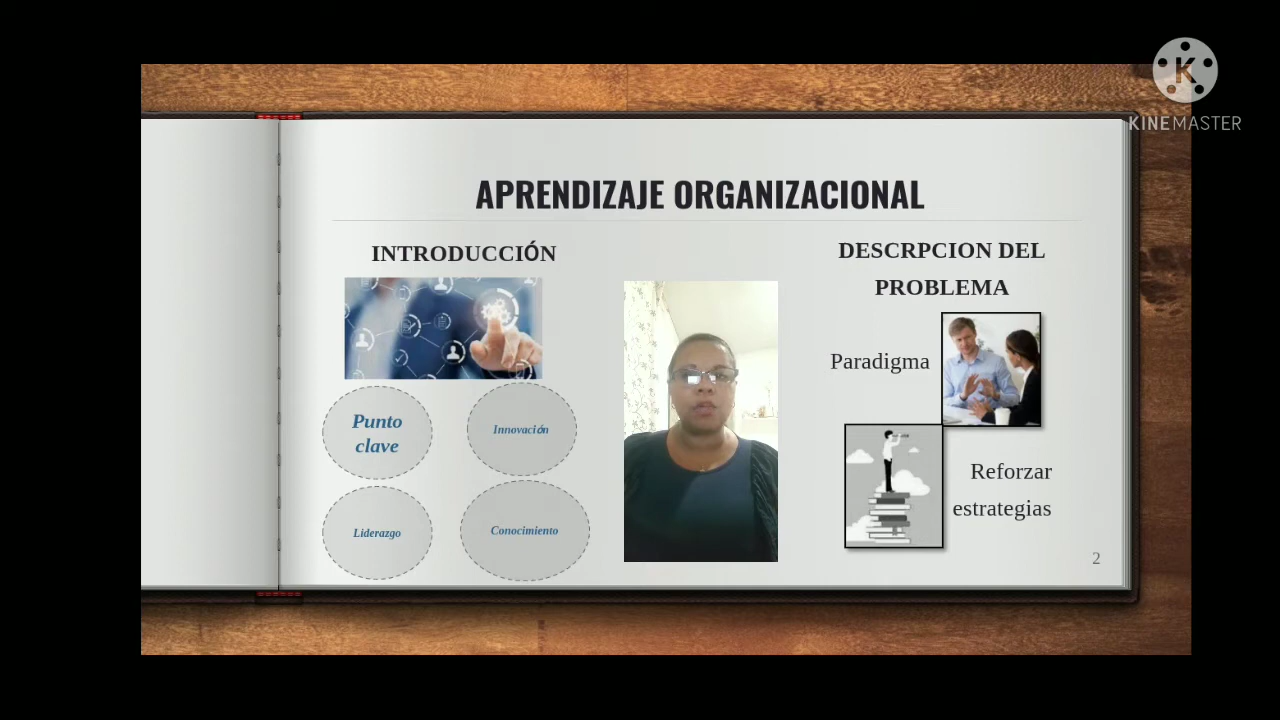 KINEMASTER
APRENDIZAJE ORGANIZACIONAL
INTRODUCCIÓN
Punto
clave
Innovación
Liderazgo
Conocimiento
DESCRPCION DEL
PROBLEMA
Paradigma
Reforzar
estrategias
2